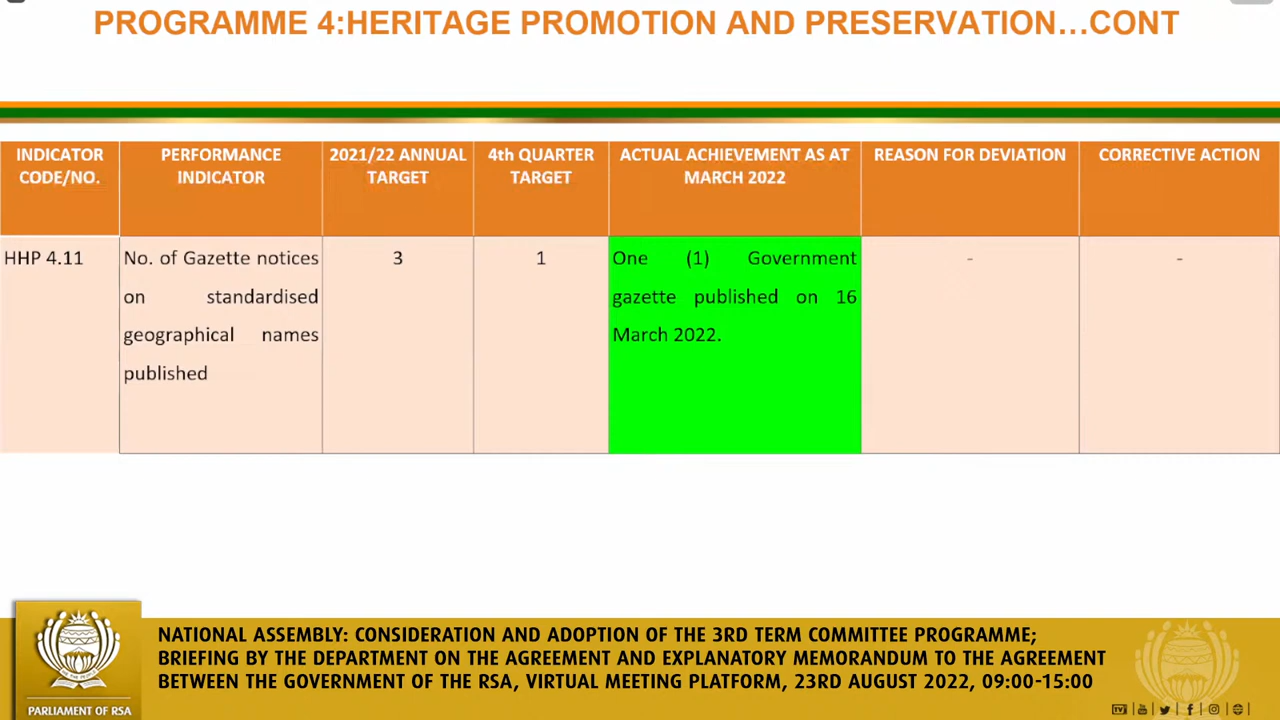 PROGRAMME 4:HERITAGE PROMOTION AND PRESERVATION...CONT
INDICATOR CODE/NO.
PERFORMANCE INDICATOR
2021/22 ANNUAL TARGET
4th QUARTER TARGET
ACTUAL ACHIEVEMENT AS AT MARCH 2022
REASON FOR DEVIATION
CORRECTIVE ACTION
HHP 4.11
No. of Gazette notices
on standardised
geographical names
published
3
1
One (1) Government
gazette published on 16
March 2022.
-
-
NATIONAL ASSEMBLY: CONSIDERATION AND ADOPTION OF THE 3RD TERM COMMITTEE PROGRAMME;
BRIEFING BY THE DEPARTMENT ON THE AGREEMENT AND EXPLANATORY MEMORANDUM TO THE AGREEMENT
BETWEEN THE GOVERNMENT OF THE RSA, VIRTUAL MEETING PLATFORM, 23RD AUGUST 2022, 09:00-15:00
PARLIAMENT OF RSA